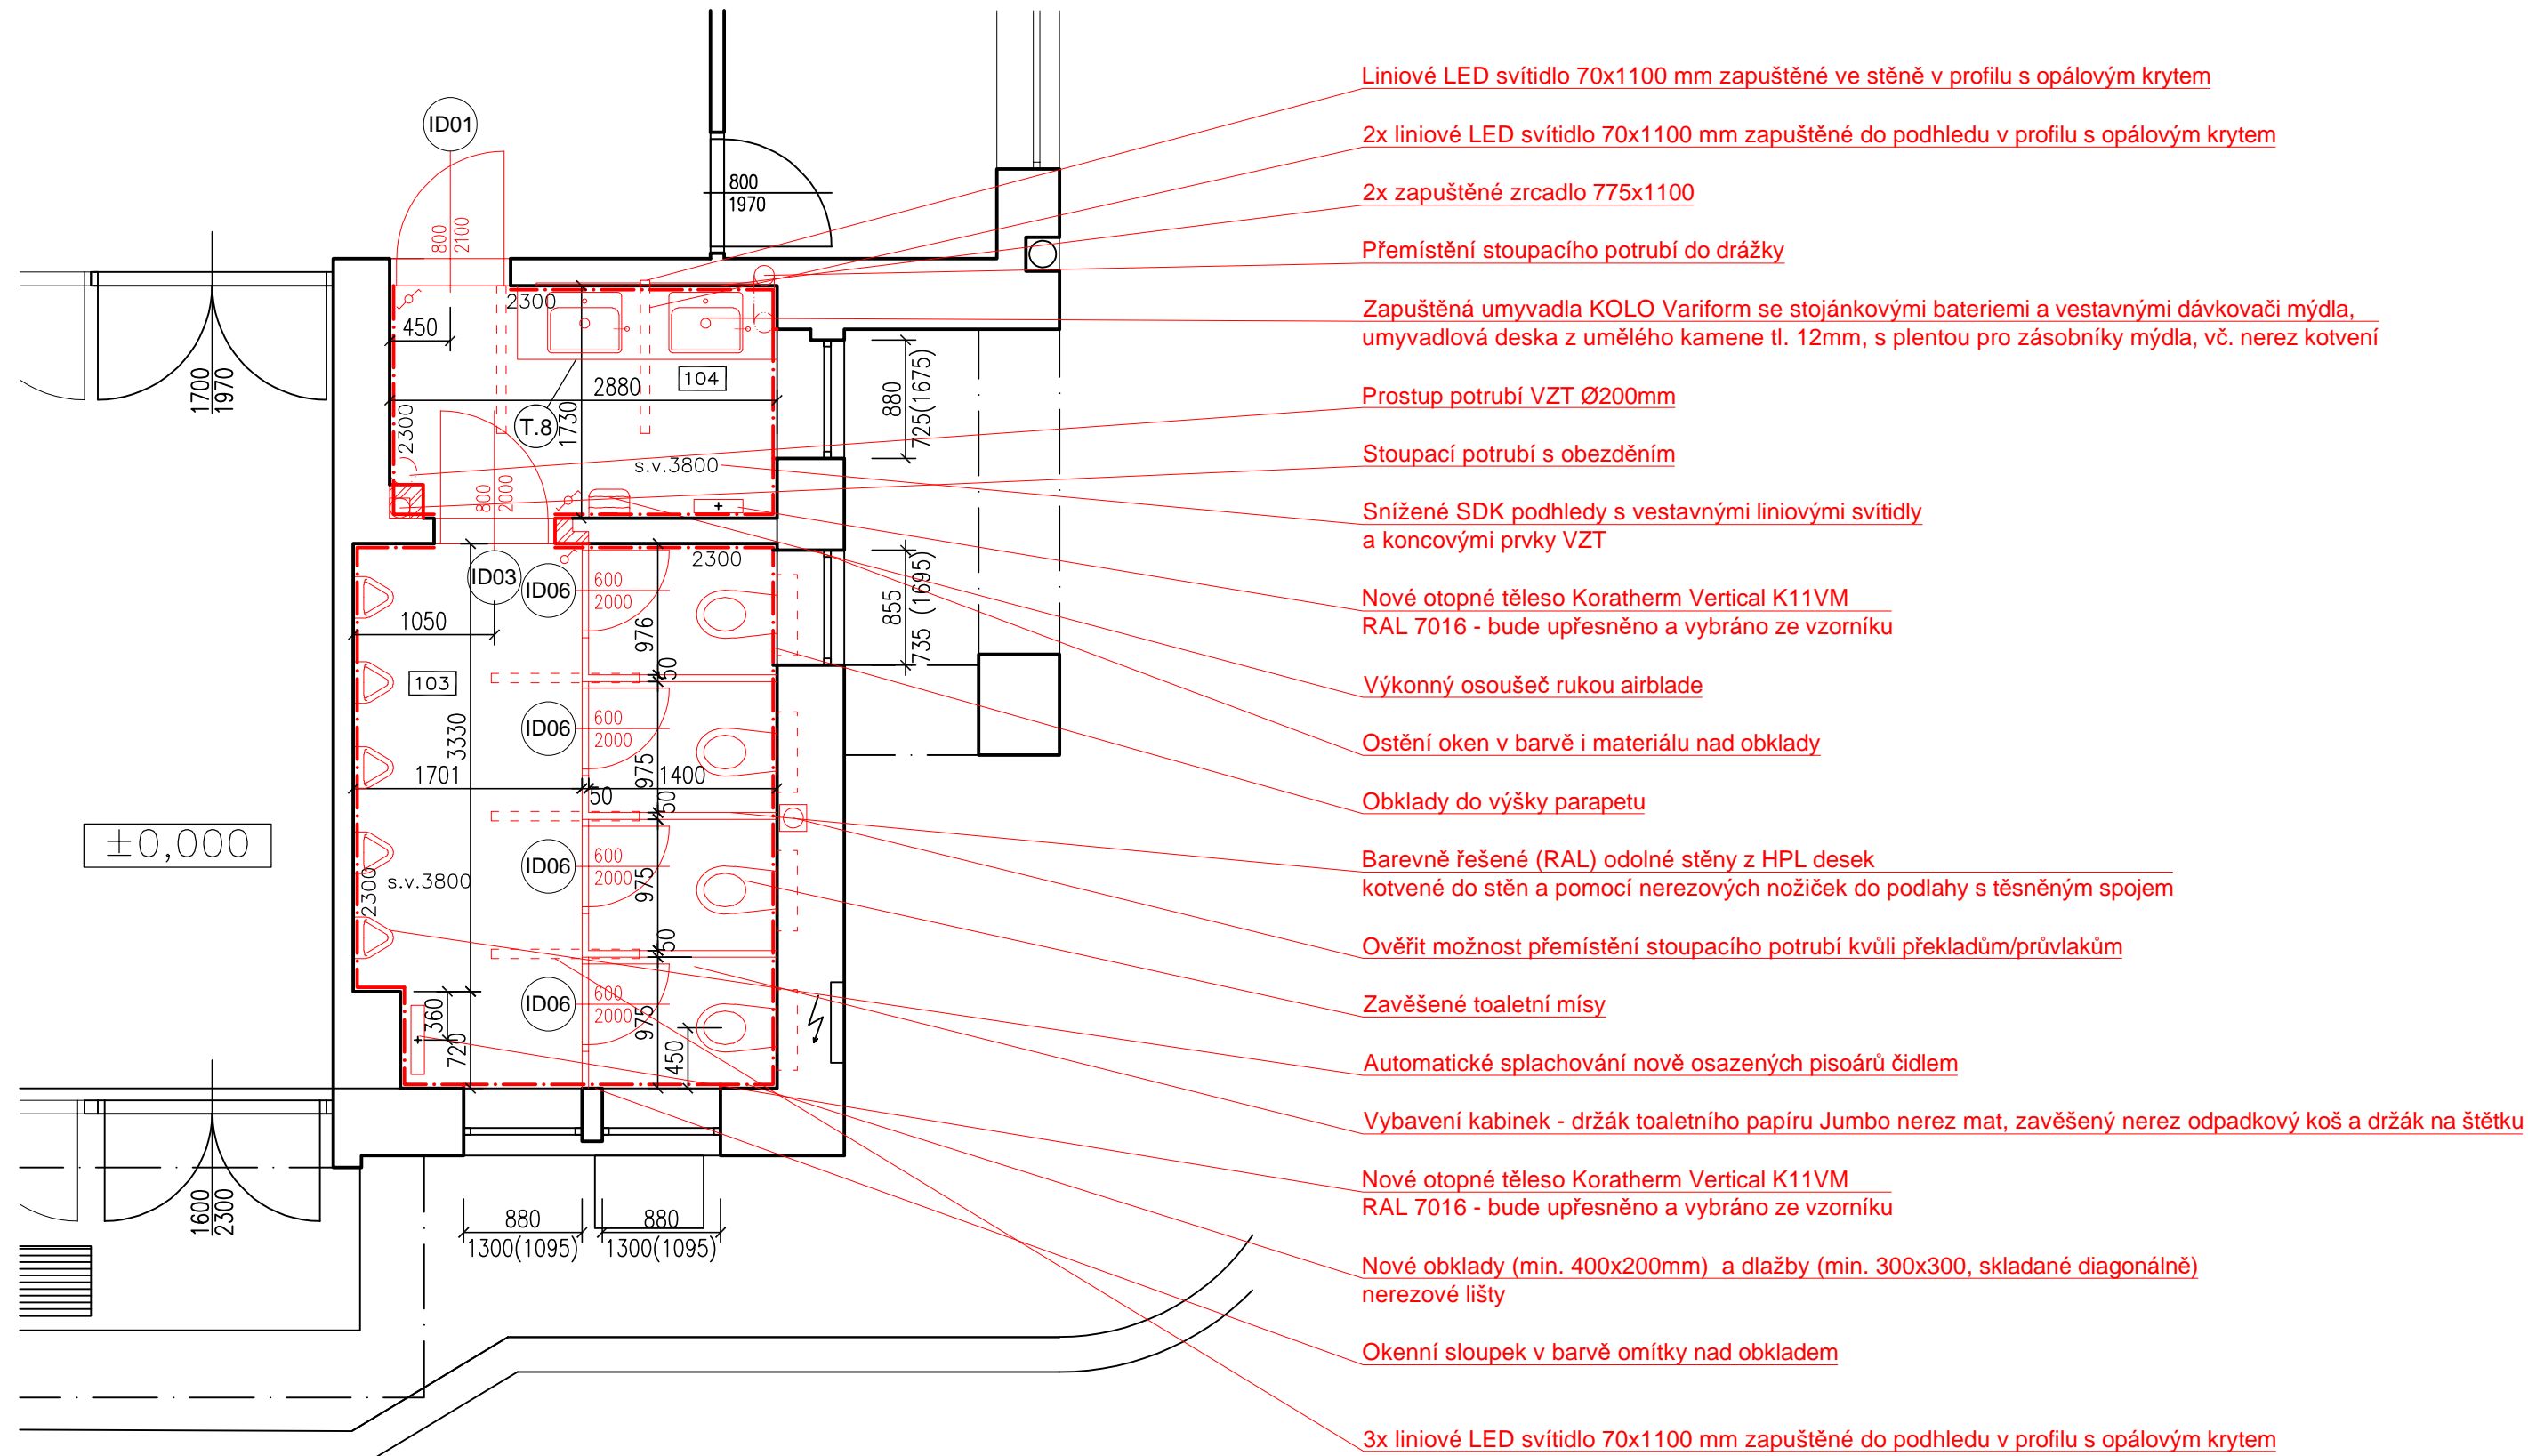 Liniové LED svítidlo 70x1100 mm zapuštěné ve stěně v profilu s opálovým krytem
2x liniové LED svítidlo 70x1100 mm zapuštěné do podhledu v profilu s opálovým krytem
2x zapuštěné zrcadlo 775x1100
Přemístění stoupacího potrubí do drážky
Zapuštěná umyvadla KOLO Variform se stojánkovými bateriemi a vestavnými dávkovači mýdla,
umyvadlová deska z umělého kamene tl. 12mm, s plentou pro zásobníky mýdla, vč. nerez kotvení
Prostup potrubí VZT Ø200mm
Stoupací potrubí s obezděním
Snížené SDK podhledy s vestavnými liniovými svítidly
a koncovými prvky VZT
Nové otopné těleso Koratherm Vertical K11VM
RAL 7016 - bude upřesněno a vybráno ze vzorníku
Výkonný osoušeč rukou airblade
Ostění oken v barvě i materiálu nad obklady
Obklady do výšky parapetu
Barevně řešené (RAL) odolné stěny z HPL desek
kotvené do stěn a pomocí nerezových nožiček do podlahy s těsněným spojem
Ověřit možnost přemístění stoupacího potrubí kvůli překladům/průvlakům
Zavěšené toaletní mísy
Automatické splachování nově osazených pisoárů čidlem
Vybavení kabinek - držák toaletního papíru Jumbo nerez mat, zavěšený nerez odpadkový koš a držák na štětku
Nové otopné těleso Koratherm Vertical K11VM
RAL 7016 - bude upřesněno a vybráno ze vzorníku
Nové obklady (min. 400x200mm)  a dlažby (min. 300x300, skladané diagonálně)
nerezové lišty
Okenní sloupek v barvě omítky nad obkladem
3x liniové LED svítidlo 70x1100 mm zapuštěné do podhledu v profilu s opálovým krytem
ID01
800
2100
800
1970
1700
1970
2300
450
2880
104
1730
T.8
2300
s.v.3800
880
725(1675)
800
2000
ID03
ID06
600
2000
2300
855
735 (1695)
1050
976
50
103
3330
ID06
600
2000
975
1701
50
1400
50
±0,000
ID06
600
2000
975
s.v.3800
2300
50
ID06
600
2000
975
360
720
450
1600
2300
880
1300(1095)
880
1300(1095)